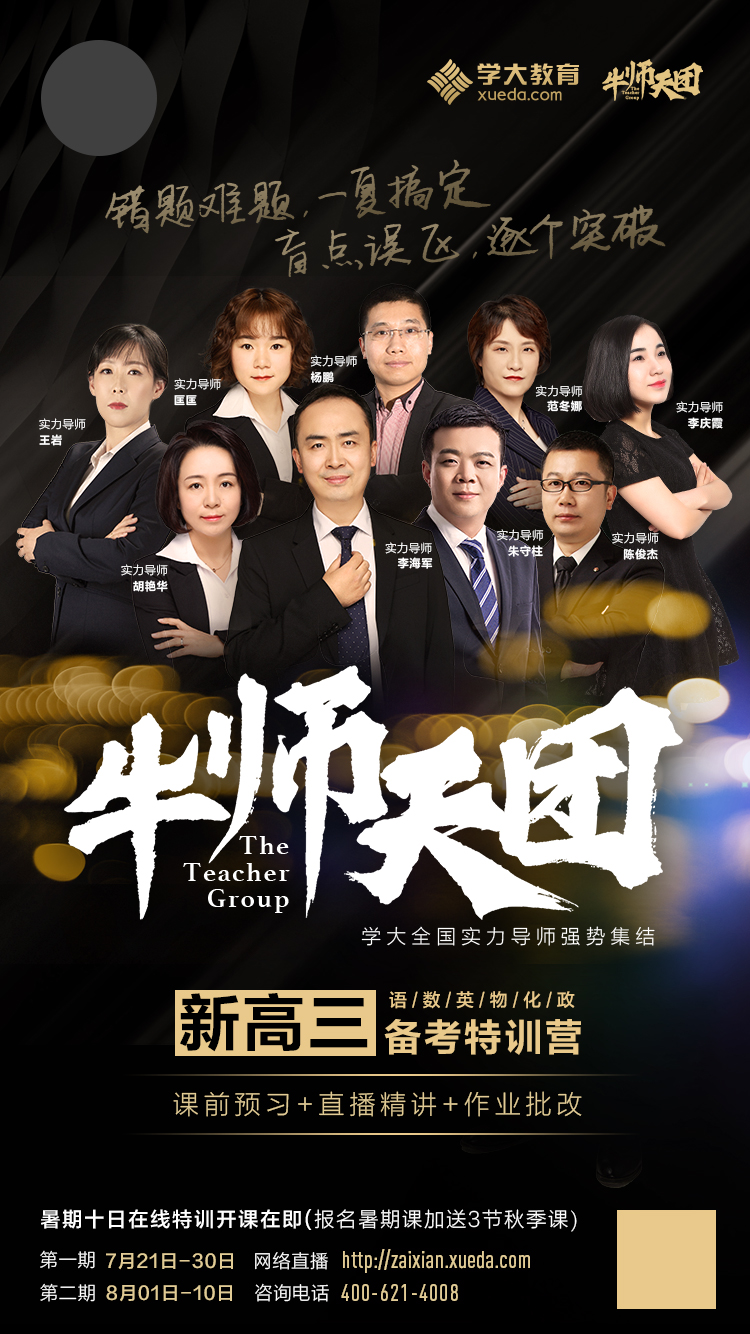 学大教育
xueda.com
牛师天团
The
Teacher
Group
错题难题,一夏搞定
盲点误区,逐个突破
实力导师
王岩
实力导师
匡匡
实力导师
杨鹏
实力导师
范冬娜
实力导师
李庆霞
实力导师
胡艳华
实力导师
李海军
实力导师
朱守柱
实力导师
陈俊杰
牛师天团
The
Teacher
Group
学大全国实力导师强势集结
新高三
语/数/英/物/化/政
备考特训营
课前预习+直播精讲+作业批改
暑期十日在线特训开课在即(报名暑期课加送3节秋季课)
第一期 7月21日-30日 网络直播 http://zaixian.xueda.com
第二期 8月01日-10日 咨询电话 400-621-4008